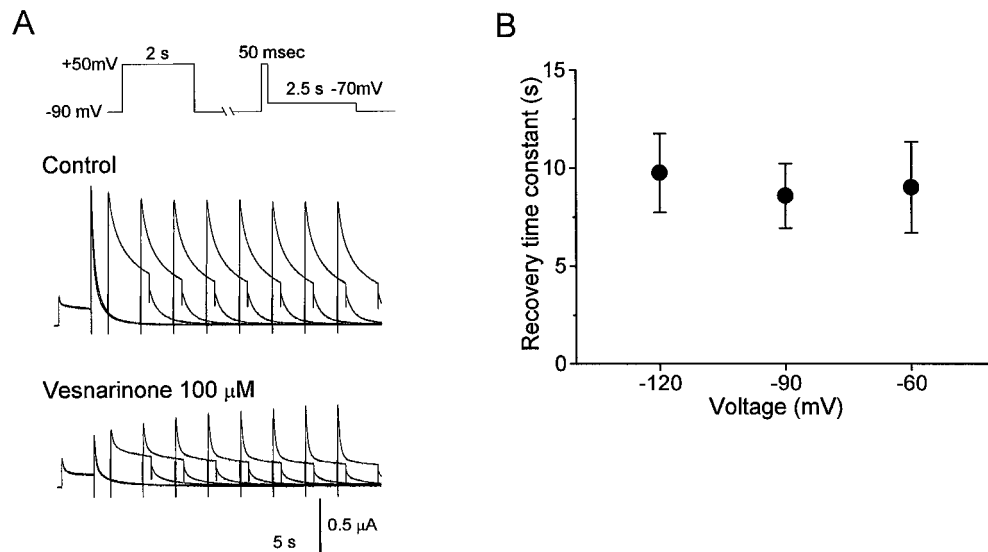 A
+50mV
2 s
50 msec
2.5 s -70mV
-90 mV
Control
Vesnarinone 100 μM
0.5 μA
5 s
B
Recovery time constant (s)
15
10
5
0
-120
-90
-60
Voltage (mV)